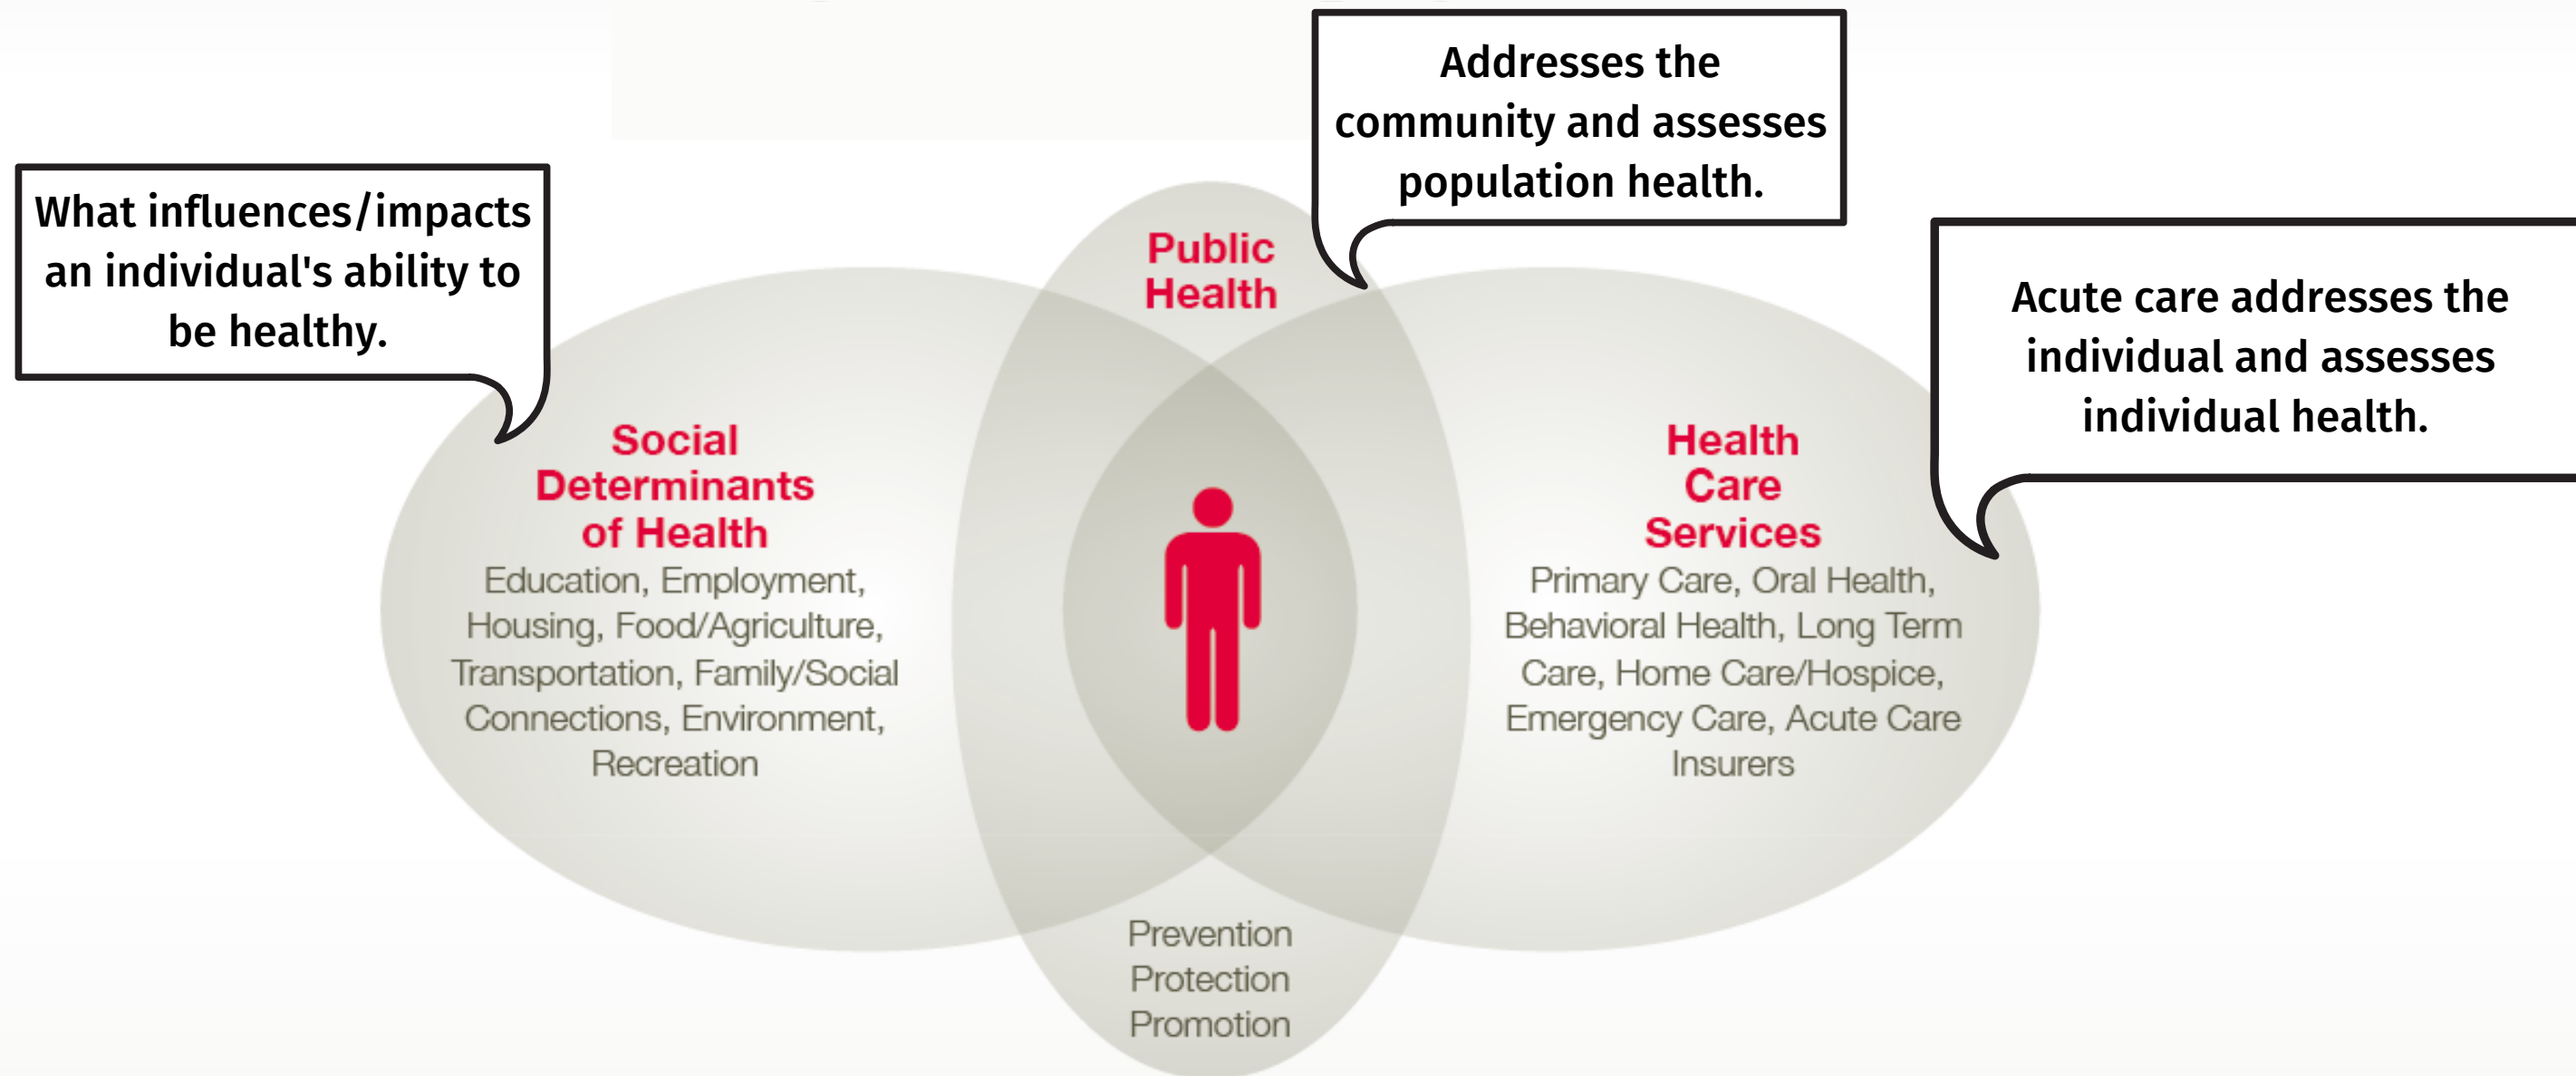 What influences/impacts
an individual's ability to
be healthy.
Addresses the
community and assesses
population health.
Acute care addresses the
individual and assesses
individual health.
Public
Health
Social
Determinants
of Health
Education, Employment,
Housing, Food/Agriculture,
Transportation, Family/Social
Connections, Environment,
Recreation
Health
Care
Services
Primary Care, Oral Health,
Behavioral Health, Long Term
Care, Home Care/Hospice,
Emergency Care, Acute Care
Insurers
Prevention
Protection
Promotion